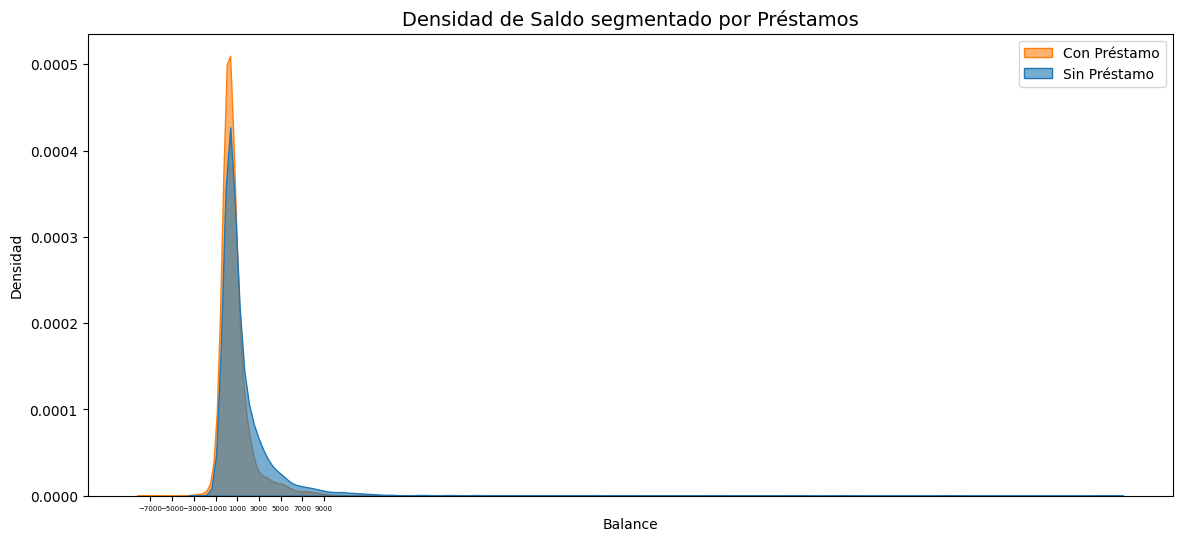 Densidad de Saldo segmentado por Préstamos
Con Préstamo
Sin Préstamo
Densidad
0.0005
0.0004
0.0003
0.0002
0.0001
0.0000
−7000 −5000 −3000 −1000 1000 3000 5000 7000 9000
Balance